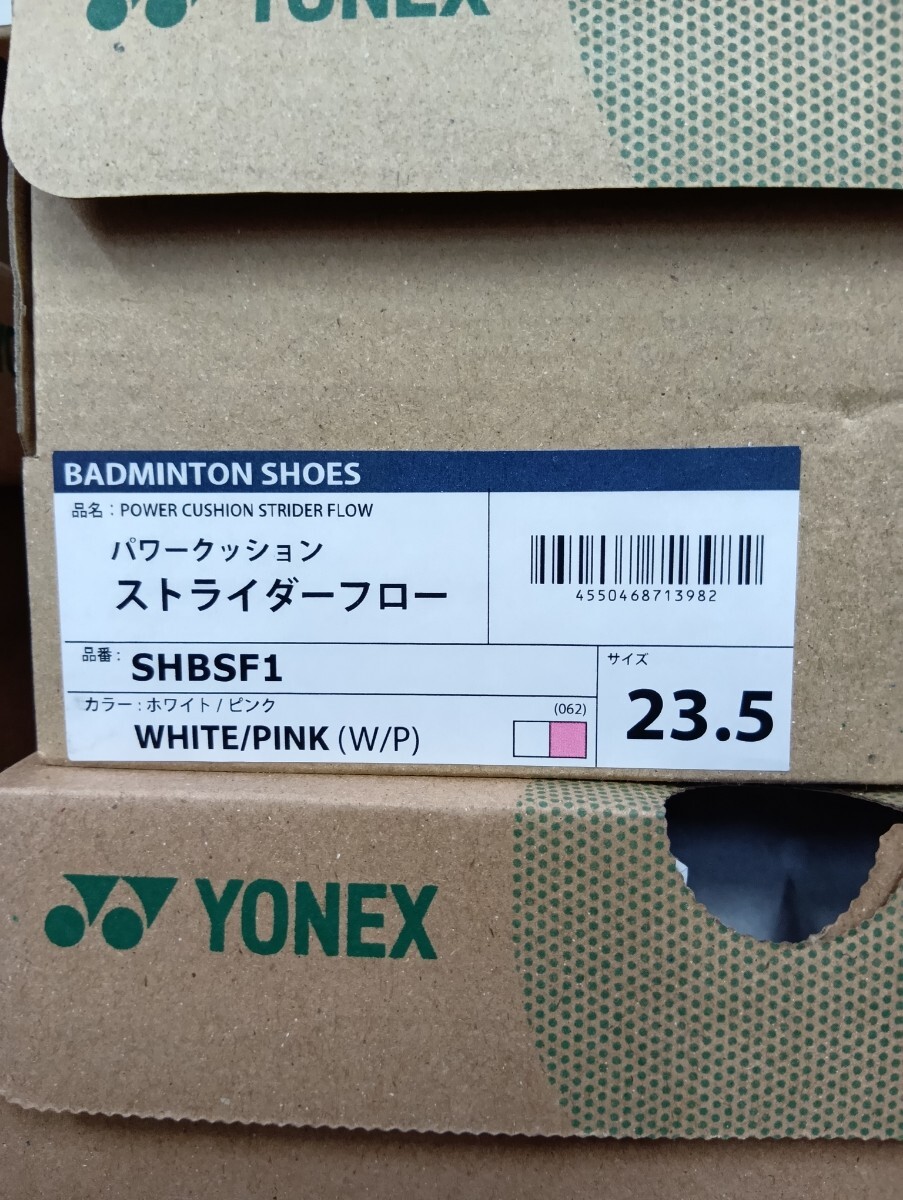 YONEX
BADMINTON SHOES
品名：POWER CUSHION STRIDER FLOW
パワークッション
ストライダーフロー
4550468713982
品番：
SHBSF1
サイズ
23.5
カラー：ホワイト / ピンク
(062)
WHITE/PINK (W/P)
YONEX